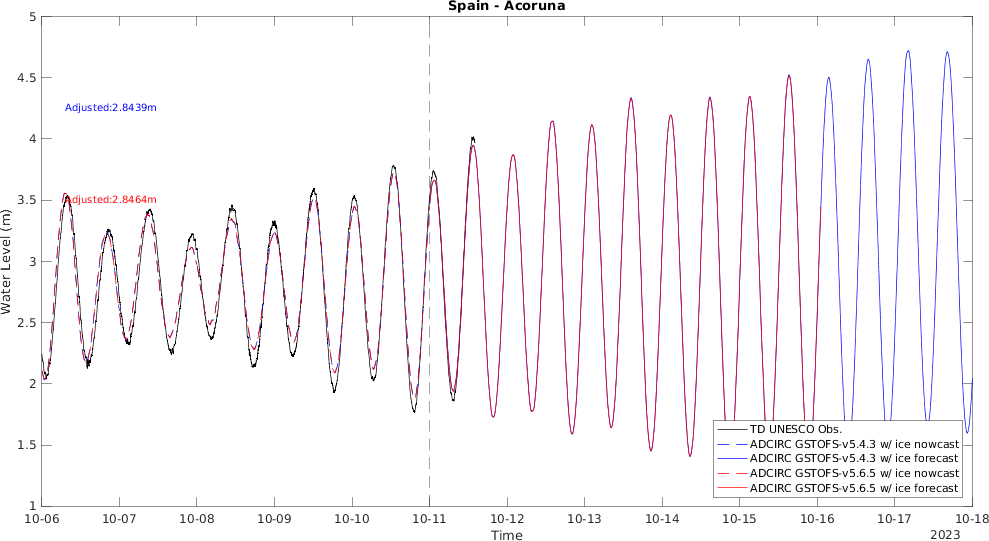 Spain - Acoruna
5
4.5
4
3.5
3
2.5
2
1.5
1
Water Level (m)
Adjusted:2.8439m
Adjusted:2.8464m
TD UNESCO Obs.
ADCIRC GSTOFS-v5.4.3 w/ ice nowcast
ADCIRC GSTOFS-v5.4.3 w/ ice forecast
ADCIRC GSTOFS-v5.6.5 w/ ice nowcast
ADCIRC GSTOFS-v5.6.5 w/ ice forecast
10-06 10-07 10-08 10-09 10-10 10-11 10-12 10-13 10-14 10-15 10-16 10-17 10-18
Time
2023